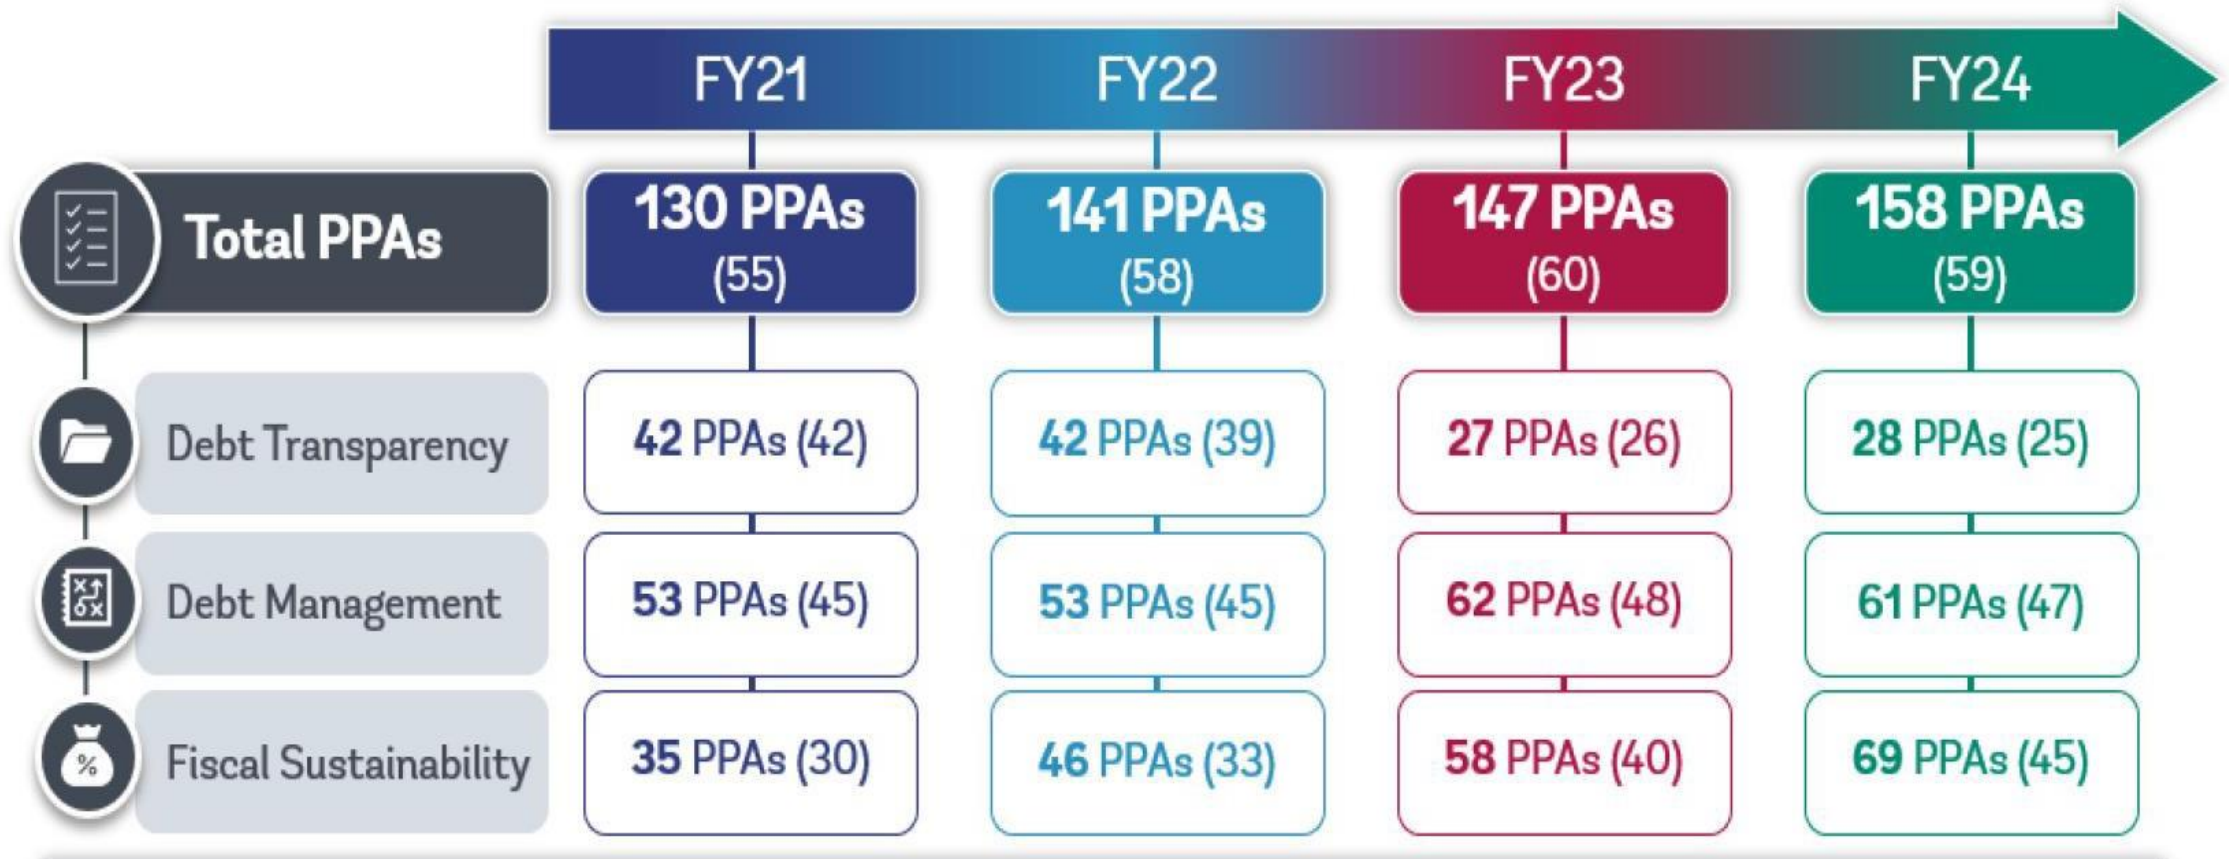 FY21 FY22 FY23 FY24
Total PPAs
130 PPAs
(55)
141 PPAs
(58)
147 PPAs
(60)
158 PPAs
(59)
Debt Transparency 42 PPAs (42) 42 PPAs (39) 27 PPAs (26) 28 PPAs (25)
Debt Management 53 PPAs (45) 53 PPAs (45) 62 PPAs (48) 61 PPAs (47)
Fiscal Sustainability 35 PPAs (30) 46 PPAs (33) 58 PPAs (40) 69 PPAs (45)
%